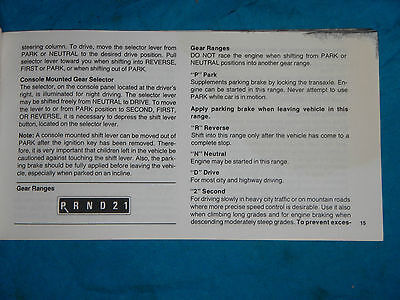 steering column. To drive, move the selector lever from
PARK or NEUTRAL to the desired drive position. Pull
selector lever toward you when shifting into REVERSE,
FIRST or PARK, or when shifting out of PARK.
Console Mounted Gear Selector
The selector, on the console panel located at the driver's
right, is illuminated for night driving. The selector lever
may be shifted freely from NEUTRAL to DRIVE. To move
the lever to or from PARK position to SECOND, FIRST,
OR REVERSE, it is necessary to depress the shift lever
button, located on the selector lever.
Note: A console mounted shift lever can be moved out of
PARK after the ignition key has been removed. There-
fore, it is very important that children left in the vehicle be
cautioned against touching the shift lever. Also, the park-
ing brake should be fully applied before leaving the vehi-
cle, especially when parked on an incline.
Gear Ranges
P R N D 2 1
Gear Ranges
DO NOT race the engine when shifting from PARK or
NEUTRAL positions into another gear range.
"P" Park
Supplements parking brake by locking the transaxle. En-
gine can be started in this range. Never attempt to use
PARK while car is in motion.
Apply parking brake when leaving vehicle in this
range.
"R" Reverse
Shift into this range only after the vehicle has come to a
complete stop.
"N" Neutral
Engine may be started in this range.
"D" Drive
For most city and highway driving.
"2" Second
For driving slowly in heavy city traffic or on mountain roads
where more precise speed control is desirable. Use it also
when climbing long grades and for engine braking when
descending moderately steep grades. To prevent exces-
15